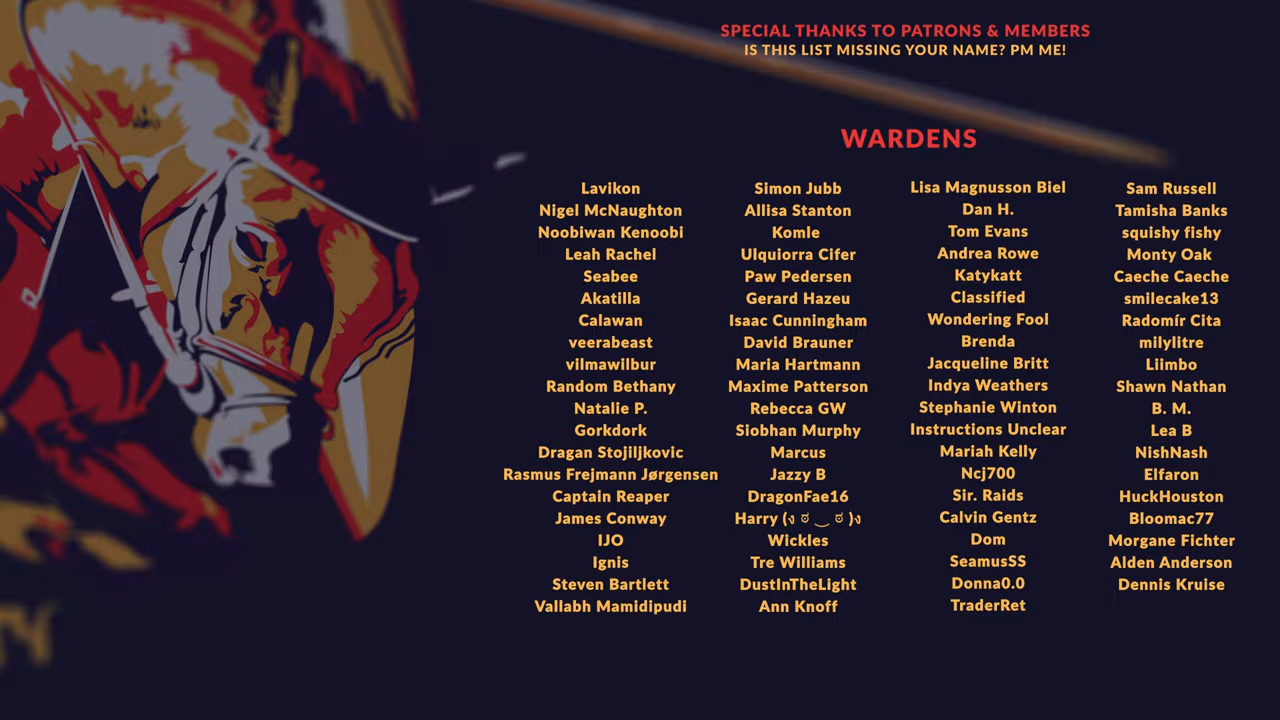 SPECIAL THANKS TO PATRONS & MEMBERS
IS THIS LIST MISSING YOUR NAME? PM ME!
WARDENS
Lavikon
Nigel McNaughton
Noobiwan Kenoobi
Leah Rachel
Seabee
Akatilla
Calawan
veerabeast
vilmawilbur
Random Bethany
Natalie P.
Gorkdork
Dragan Stojiljkovic
Rasmus Frejmann Jørgensen
Captain Reaper
James Conway
IJO
Ignis
Steven Bartlett
Vallabh Mamidipudi
Simon Jubb
Allisa Stanton
Komle
Ulquiorra Cifer
Paw Pedersen
Gerard Hazeu
Isaac Cunningham
David Brauner
Maria Hartmann
Maxime Patterson
Rebecca GW
Siobhan Murphy
Marcus
Jazzy B
DragonFae16
Harry (ง ಠ ‿ ಠ )ง
Wickles
Tre Williams
DustInTheLight
Ann Knoff
Lisa Magnusson Biel
Dan H.
Tom Evans
Andrea Rowe
Katykatt
Classified
Wondering Fool
Brenda
Jacqueline Britt
Indya Weathers
Stephanie Winton
Instructions Unclear
Mariah Kelly
Ncj700
Sir. Raids
Calvin Gentz
Dom
SeamusSS
Donna0.0
TraderRet
Sam Russell
Tamisha Banks
squishy fishy
Monty Oak
Caeche Caeche
smilecake13
Radomír Cita
milylitre
Liimbo
Shawn Nathan
B. M.
Lea B
NishNash
Elfaron
HuckHouston
Bloomac77
Morgane Fichter
Alden Anderson
Dennis Kruise